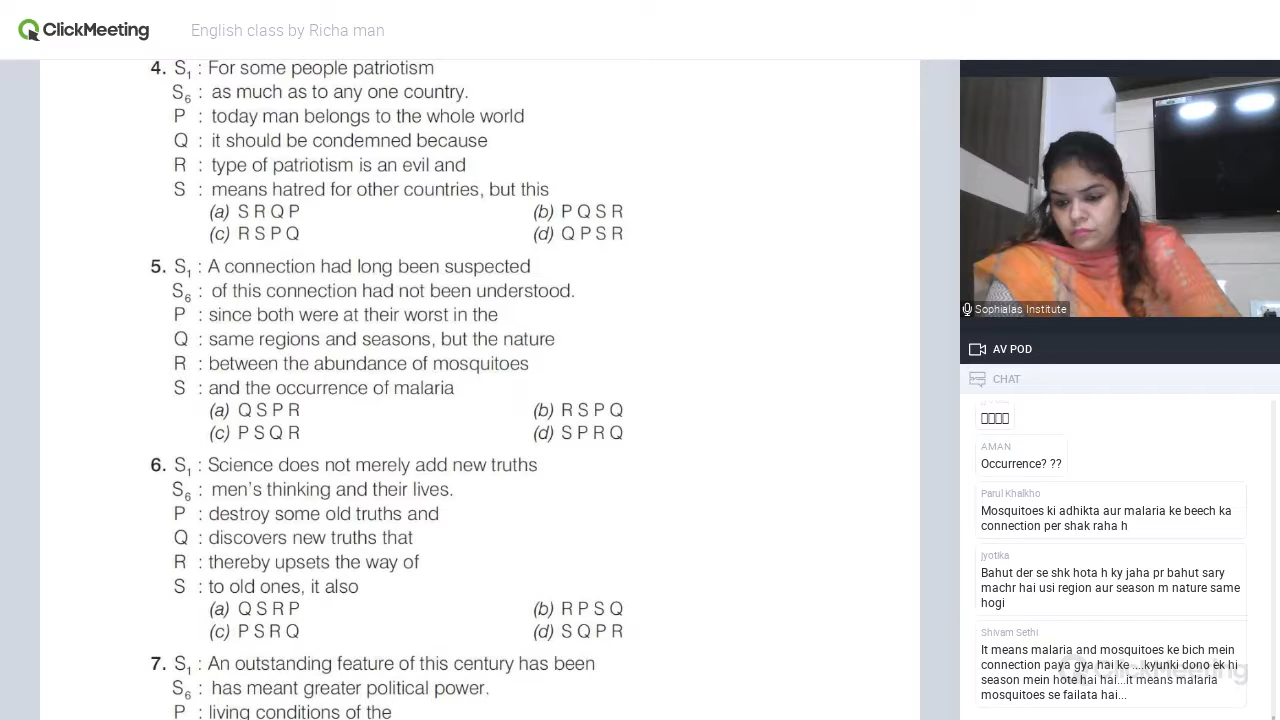 ClickMeeting
English class by Richa man
4. S1 : For some people patriotism
S6 : as much as to any one country.
P : today man belongs to the whole world
Q : it should be condemned because
R : type of patriotism is an evil and
S : means hatred for other countries, but this
(a) S R Q P (b) P Q S R
(c) R S P Q (d) Q P S R
5. S1 : A connection had long been suspected
S6 : of this connection had not been understood.
P : since both were at their worst in the
Q : same regions and seasons, but the nature
R : between the abundance of mosquitoes
S : and the occurrence of malaria
(a) Q S P R (b) R S P Q
(c) P S Q R (d) S P R Q
6. S1 : Science does not merely add new truths
S6 : men's thinking and their lives.
P : destroy some old truths and
Q : discovers new truths that
R : thereby upsets the way of
S : to old ones, it also
(a) Q S R P (b) R P S Q
(c) P S R Q (d) S Q P R
7. S1 : An outstanding feature of this century has been
S6 : has meant greater political power.
P : living conditions of the
Sophialas Institute
AV POD
CHAT
AMAN
Occurrence? ??
Parul Khalkho
Mosquitoes ki adhikta aur malaria ke beech ka
connection per shak raha h
jyotika
Bahut der se shk hota h ky jaha pr bahut sary
machr hai usi region aur season m nature same
hogi
Shivam Sethi
It means malaria and mosquitoes ke bich mein
connection paya gya hai ke ...kyunki dono ek hi
season mein hote hai hai...it means malaria
mosquitoes se failata hai...
ClickMeeting